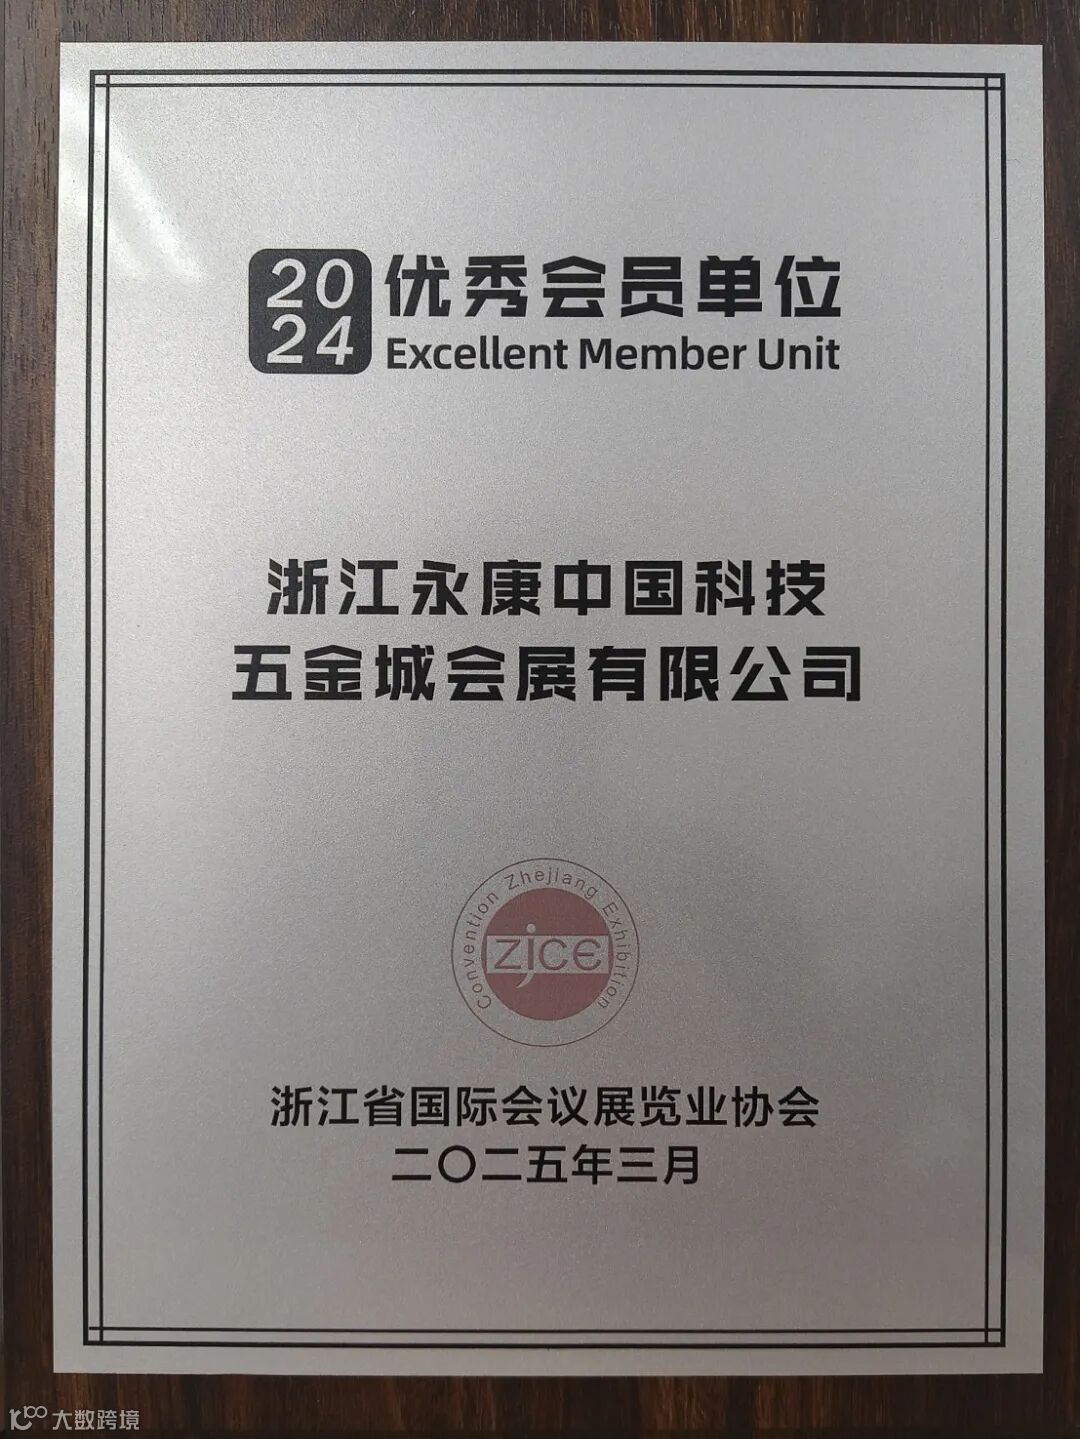 2024
优秀会员单位
Excellent Member Unit
浙江永康中国科技
五金城会展有限公司
Convention Zhejiang Exhibition
zjce
浙江省国际会议展览业协会
二〇二五年三月
大数跨境